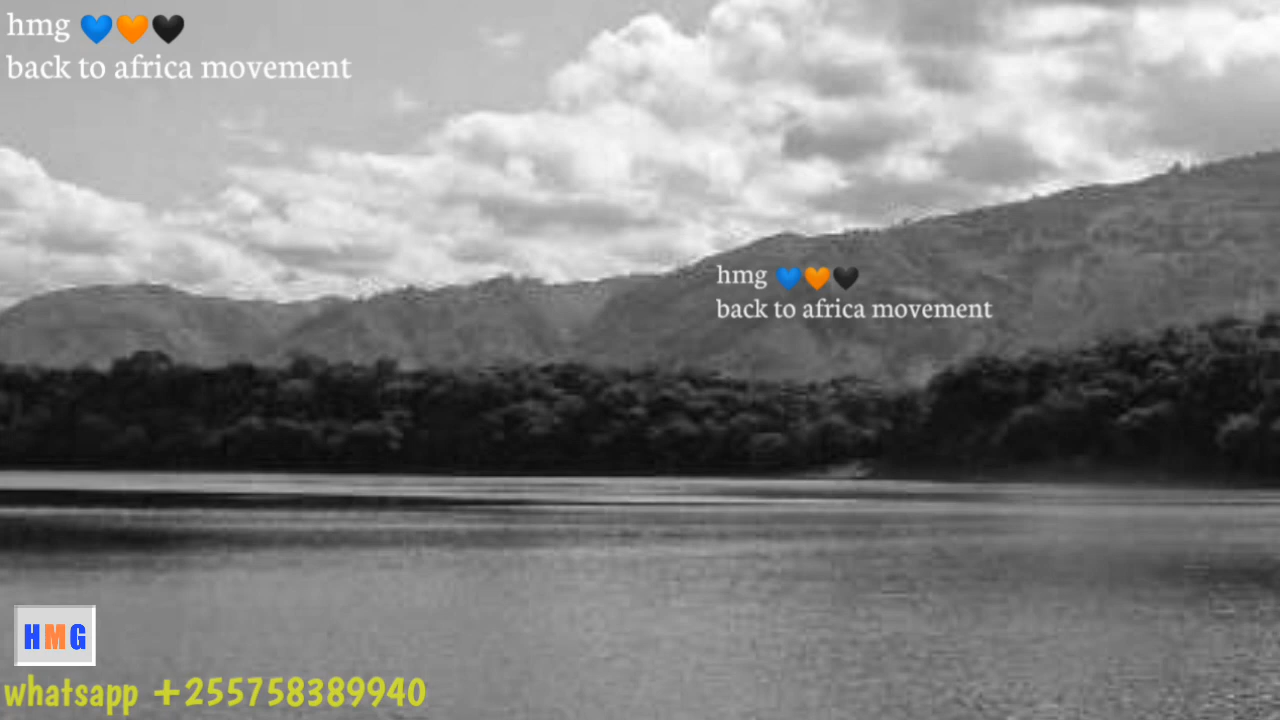 hmg 💙🧡🖤
back to africa movement
hmg 💙🧡🖤
back to africa movement
HMG
whatsapp +255758389940